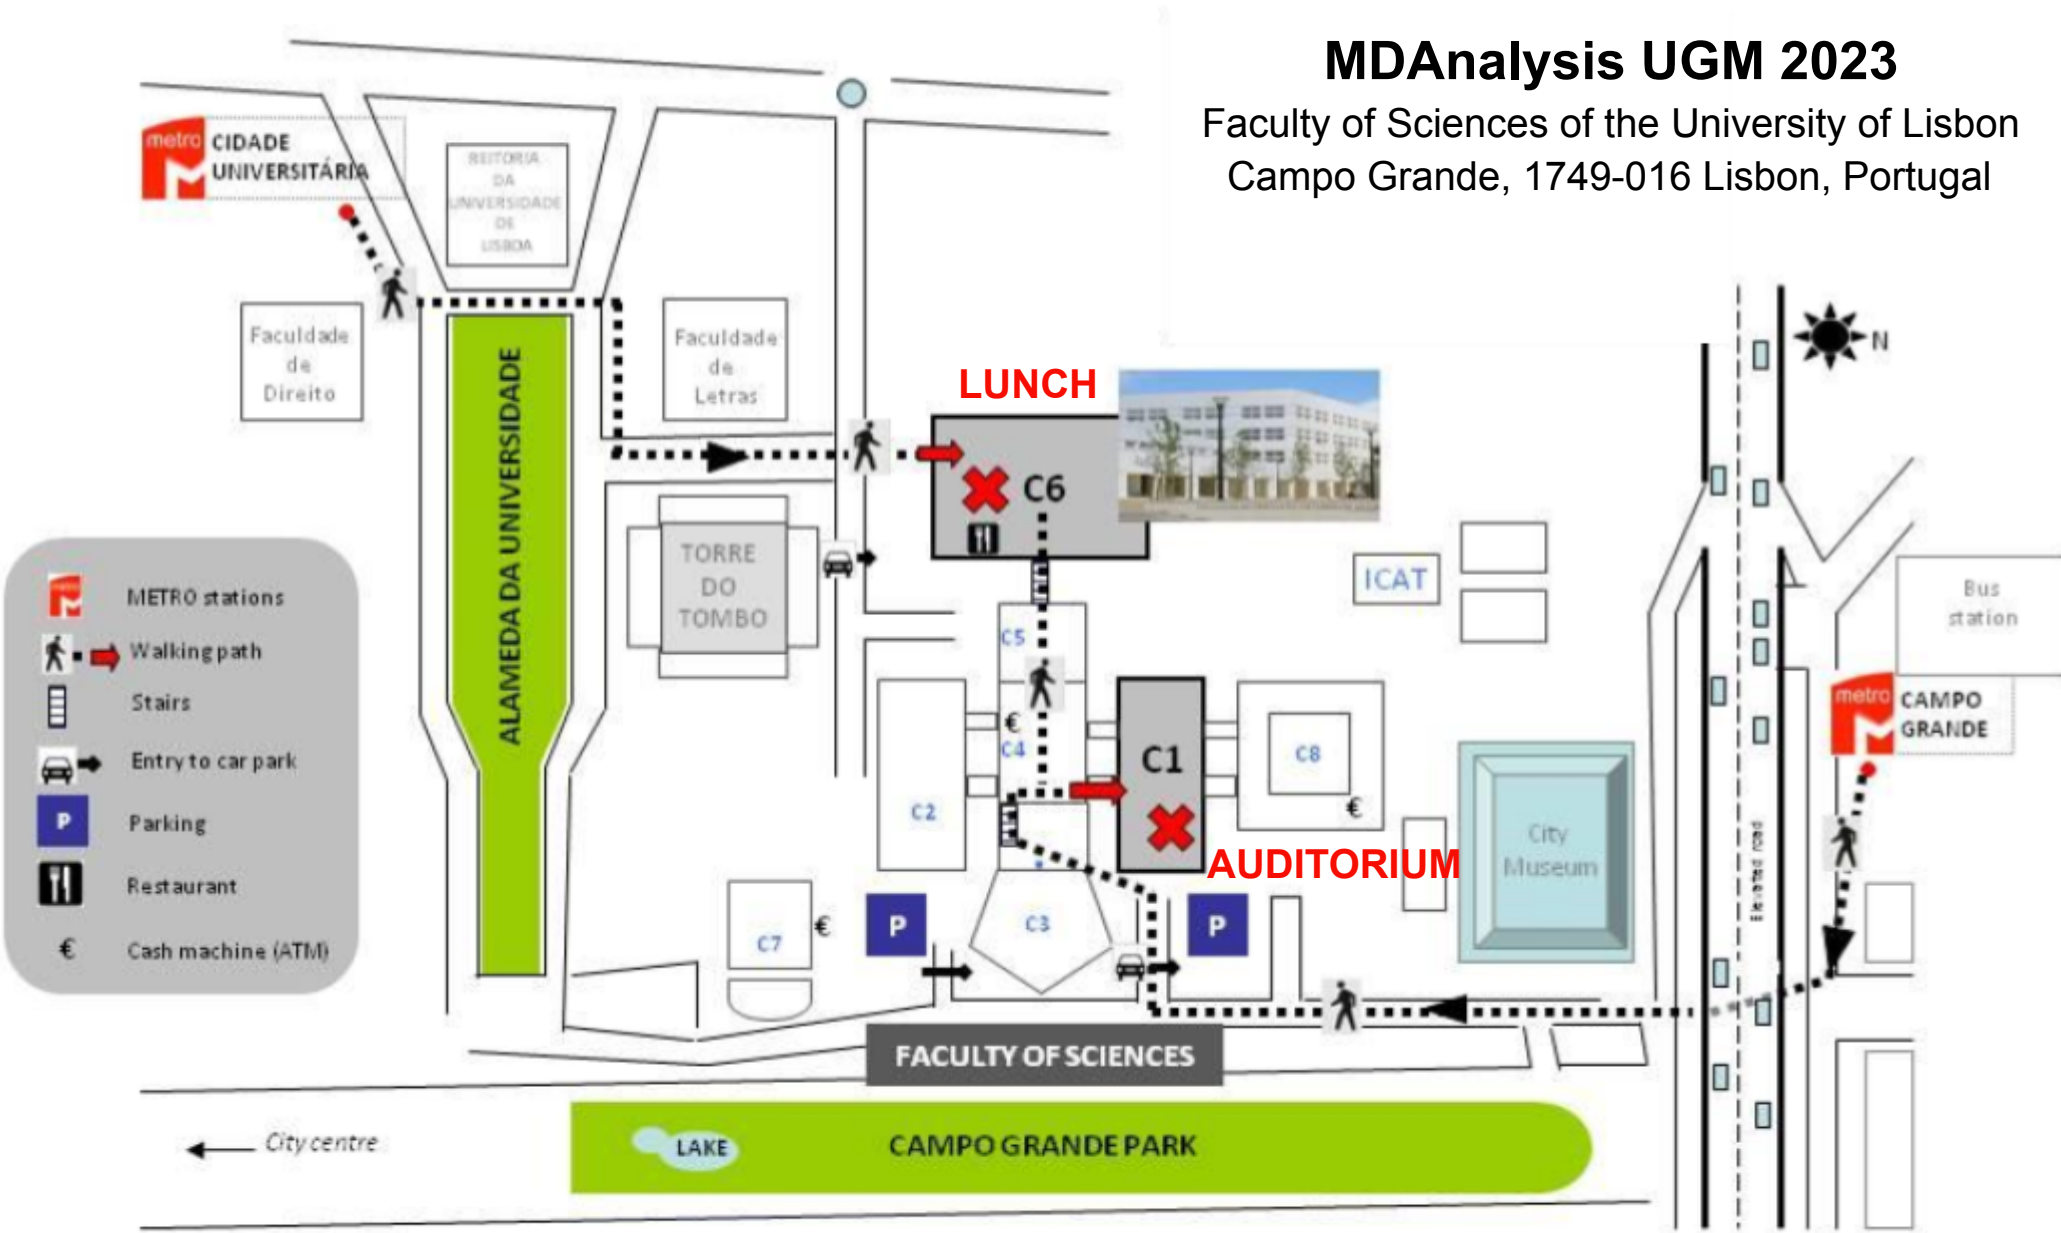 MDAnalysis UGM 2023
Faculty of Sciences of the University of Lisbon
Campo Grande, 1749-016 Lisbon, Portugal
metro
CIDADE
UNIVERSITÁRIA
REITORIA
DA
UNIVERSIDADE
DE
LISBOA
Faculdade
de
Direito
Faculdade
de
Letras
ALAMEDA DA UNIVERSIDADE
LUNCH
C6
N
TORRE
DO
TOMBO
ICAT
Bus
station
metro
CAMPO
GRANDE
METRO stations
Walking path
Stairs
Entry to car park
P
Parking
Restaurant
€
Cash machine (ATM)
C5
€
C4
C2
C1
C8
€
AUDITORIUM
City
Museum
Elevated road
C7
€
P
C3
P
FACULTY OF SCIENCES
City centre
LAKE
CAMPO GRANDE PARK